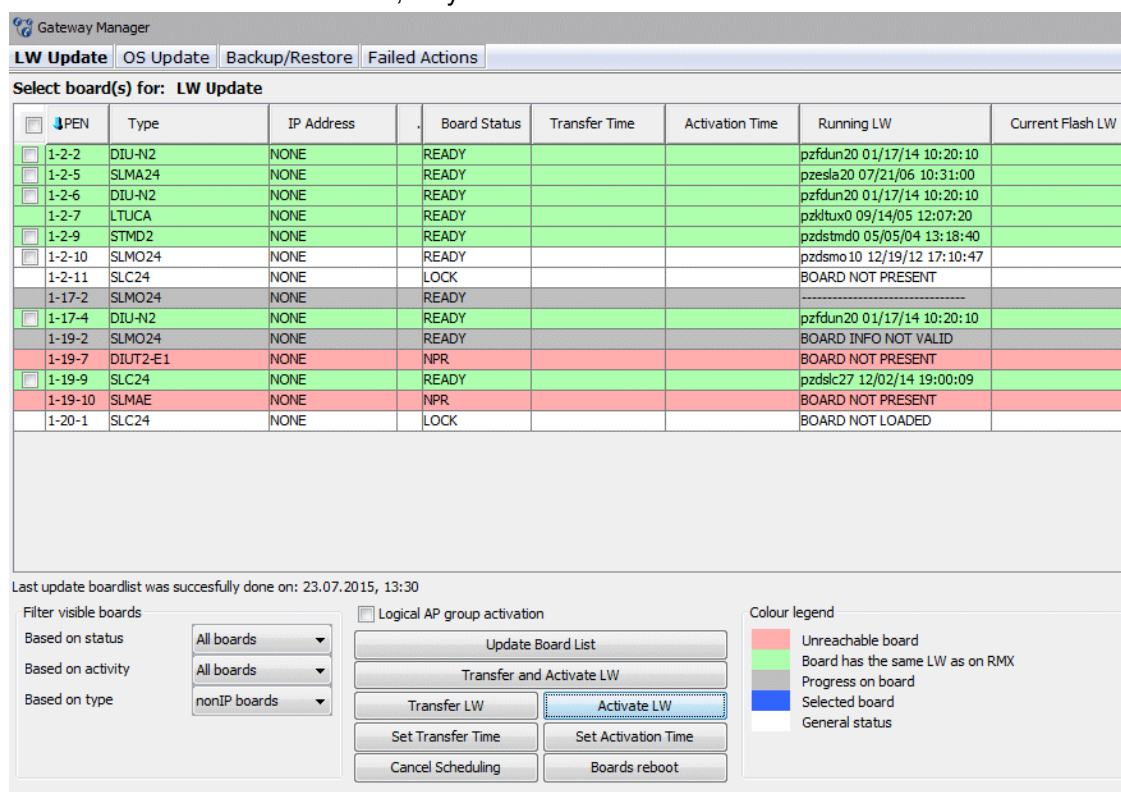 Gateway Manager
LW Update OS Update Backup/Restore Failed Actions
Select board(s) for: LW Update
PEN Type IP Address . Board Status Transfer Time Activation Time Running LW Current Flash LW
1-2-2 DIU-N2 NONE READY pzfdun20 01/17/14 10:20:10
1-2-5 SLMA24 NONE READY pzesla20 07/21/06 10:31:00
1-2-6 DIU-N2 NONE READY pzfdun20 01/17/14 10:20:10
1-2-7 LTUCA NONE READY pzkltux0 09/14/05 12:07:20
1-2-9 STMD2 NONE READY pzdstmd0 05/05/04 13:18:40
1-2-10 SLMO24 NONE READY pzdsmo10 12/19/12 17:10:47
1-2-11 SLC24 NONE LOCK BOARD NOT PRESENT
1-17-2 SLMO24 NONE READY --------------------------------
1-17-4 DIU-N2 NONE READY pzfdun20 01/17/14 10:20:10
1-19-2 SLMO24 NONE READY BOARD INFO NOT VALID
1-19-7 DIUT2-E1 NONE NPR BOARD NOT PRESENT
1-19-9 SLC24 NONE READY pzdslc27 12/02/14 19:00:09
1-19-10 SLMAE NONE NPR BOARD NOT PRESENT
1-20-1 SLC24 NONE LOCK BOARD NOT LOADED
Last update boardlist was succesfully done on: 23.07.2015, 13:30
Filter visible boards Logical AP group activation Colour legend
Based on status All boards Update Board List Unreachable board
Board has the same LW as on RMX
Based on activity All boards Transfer and Activate LW Progress on board
Based on type nonIP boards Transfer LW Activate LW Selected board
General status
Set Transfer Time Set Activation Time
Cancel Scheduling Boards reboot